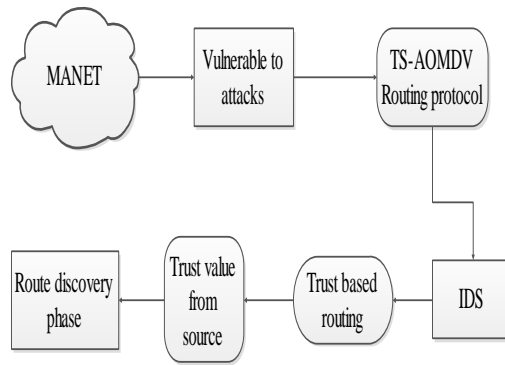 MANET
Vulnerable to
attacks
TS-AOMDV
Routing protocol
IDS
Trust based
routing
Trust value
from
source
Route discovery
phase